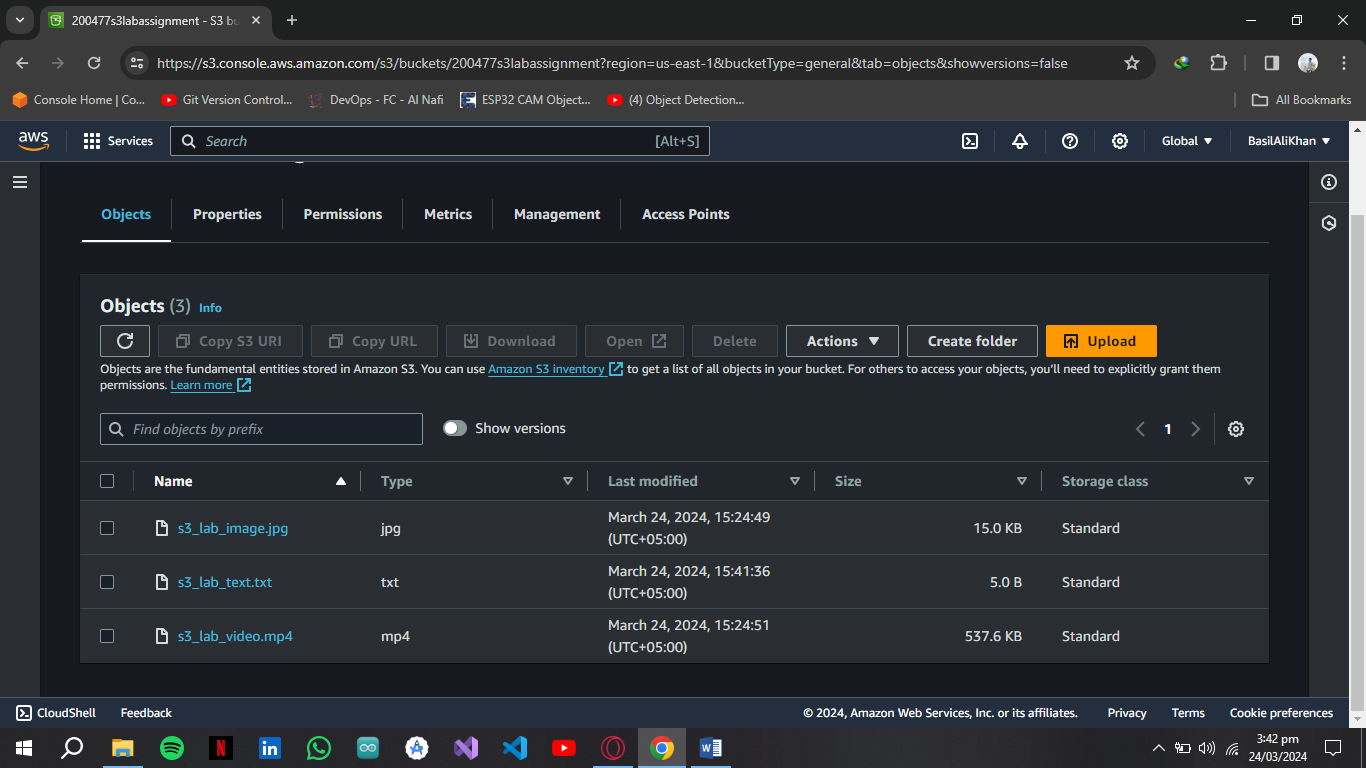 200477s3labassignment - S3 bu
https://s3.console.aws.amazon.com/s3/buckets/200477s3labassignment?region=us-east-1&bucketType=general&tab=objects&showversions=false
Console Home | Co... Git Version Control... DevOps - FC - Al Nafi ESP32 CAM Object... (4) Object Detection... All Bookmarks
aws Services Search [Alt+S] Global BasilAliKhan
Objects Properties Permissions Metrics Management Access Points
Objects (3) Info
Copy S3 URI Copy URL Download Open Delete Actions Create folder Upload
Objects are the fundamental entities stored in Amazon S3. You can use Amazon S3 inventory to get a list of all objects in your bucket. For others to access your objects, you'll need to explicitly grant them
permissions. Learn more
Find objects by prefix Show versions 1
Name Type Last modified Size Storage class
s3_lab_image.jpg jpg March 24, 2024, 15:24:49 15.0 KB Standard
(UTC+05:00)
s3_lab_text.txt txt March 24, 2024, 15:41:36 5.0 B Standard
(UTC+05:00)
s3_lab_video.mp4 mp4 March 24, 2024, 15:24:51 537.6 KB Standard
(UTC+05:00)
CloudShell Feedback © 2024, Amazon Web Services, Inc. or its affiliates. Privacy Terms Cookie preferences
3:42 pm
24/03/2024